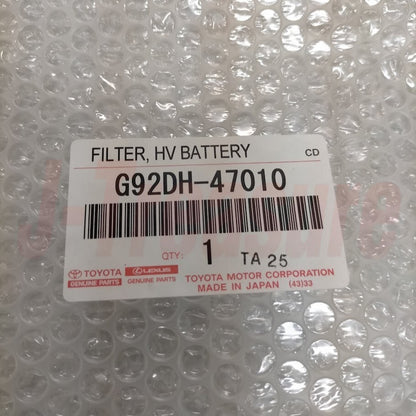 FILTER, HV BATTERY CD
G92DH-47010
QTY: 1 TA 25
TOYOTA LEXUS TOYOTA MOTOR CORPORATION
GENUINE PARTS GENUINE PARTS MADE IN JAPAN (43)33